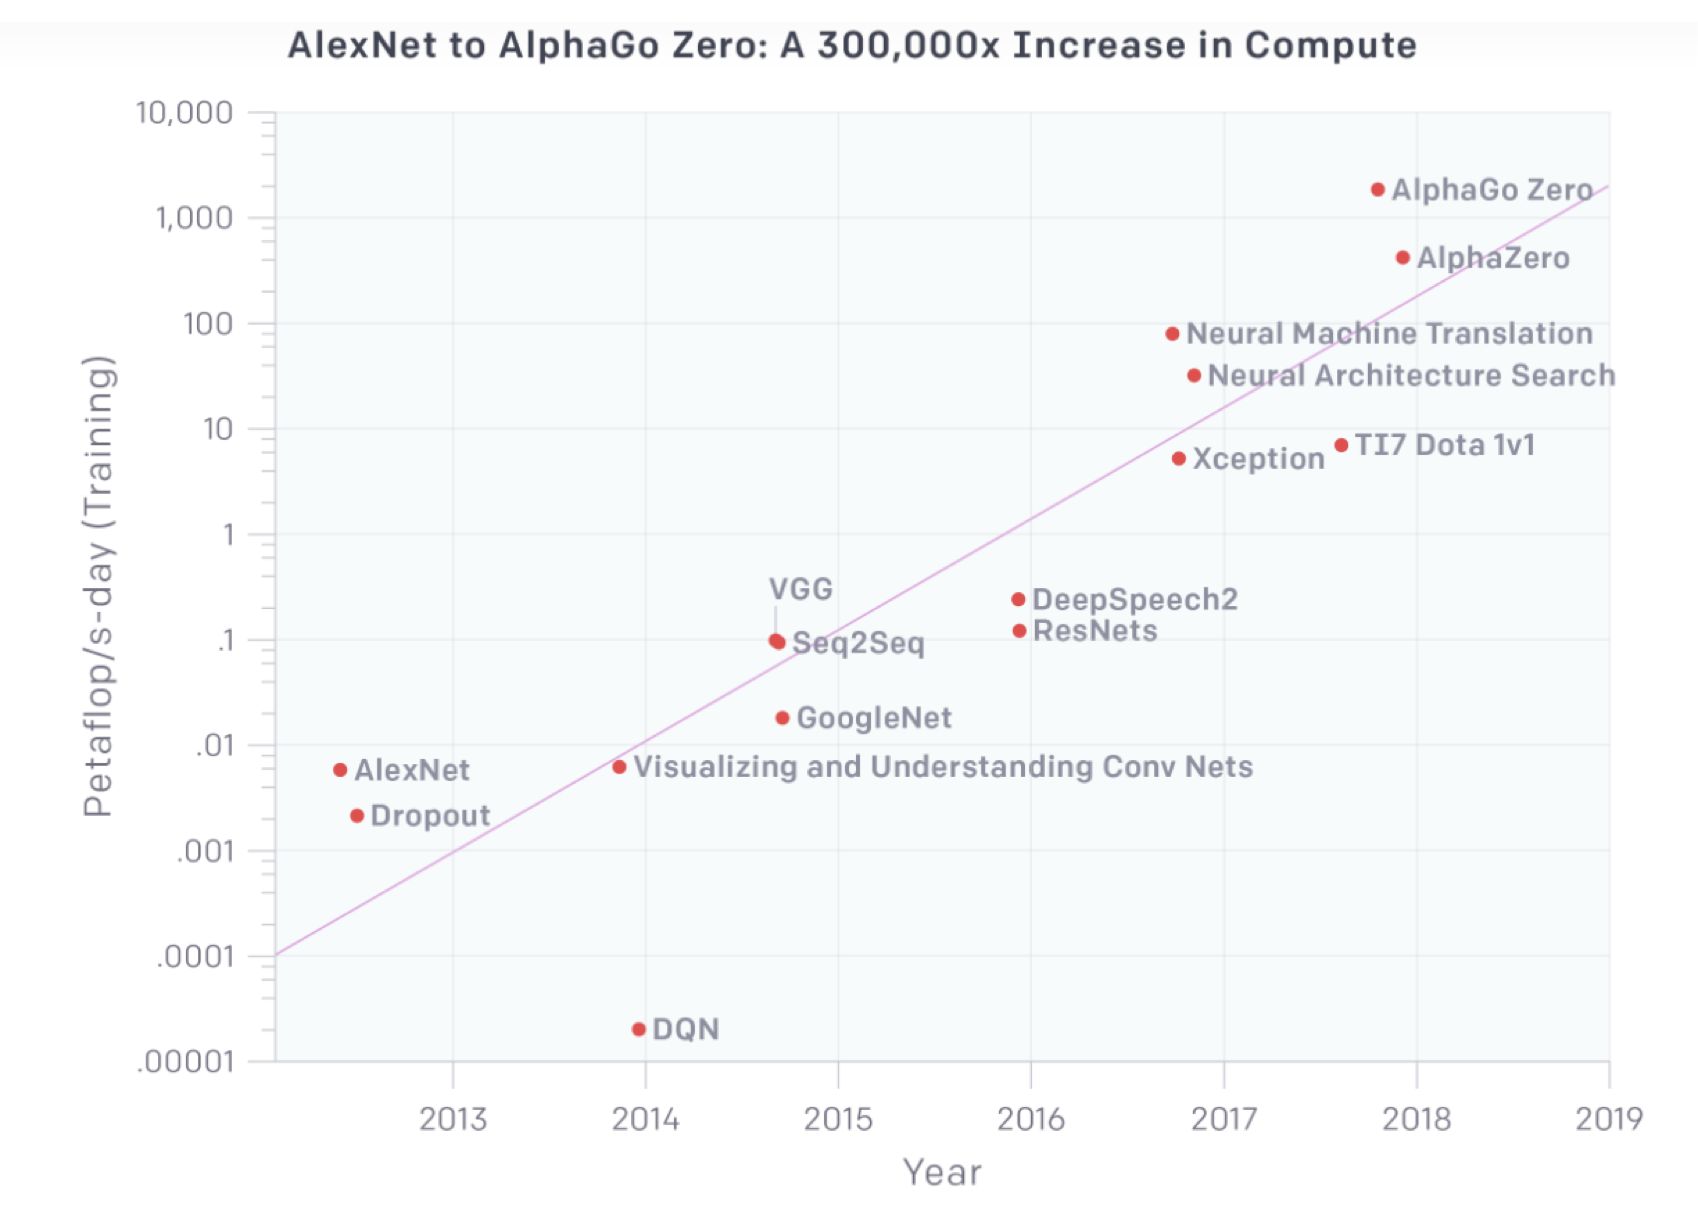 AlexNet to AlphaGo Zero: A 300,000x Increase in Compute
10,000
1,000
100
10
1
.1
.01
.001
.0001
.00001
Petaflop/s-day (Training)
AlphaGo Zero
AlphaZero
Neural Machine Translation
Neural Architecture Search
TI7 Dota 1v1
Xception
VGG
DeepSpeech2
ResNets
Seq2Seq
GoogleNet
AlexNet
Visualizing and Understanding Conv Nets
Dropout
DQN
2013
2014
2015
2016
2017
2018
2019
Year